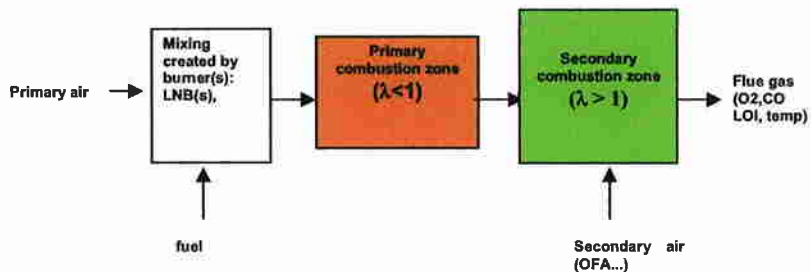 Primary air
Mixing
created by
burner(s):
LNB(s),
Primary
combustion zone
(λ<1)
Secondary
combustion zone
(λ > 1)
Flue gas
(O2,CO
LOI, temp)
fuel
Secondary air
(OFA...)